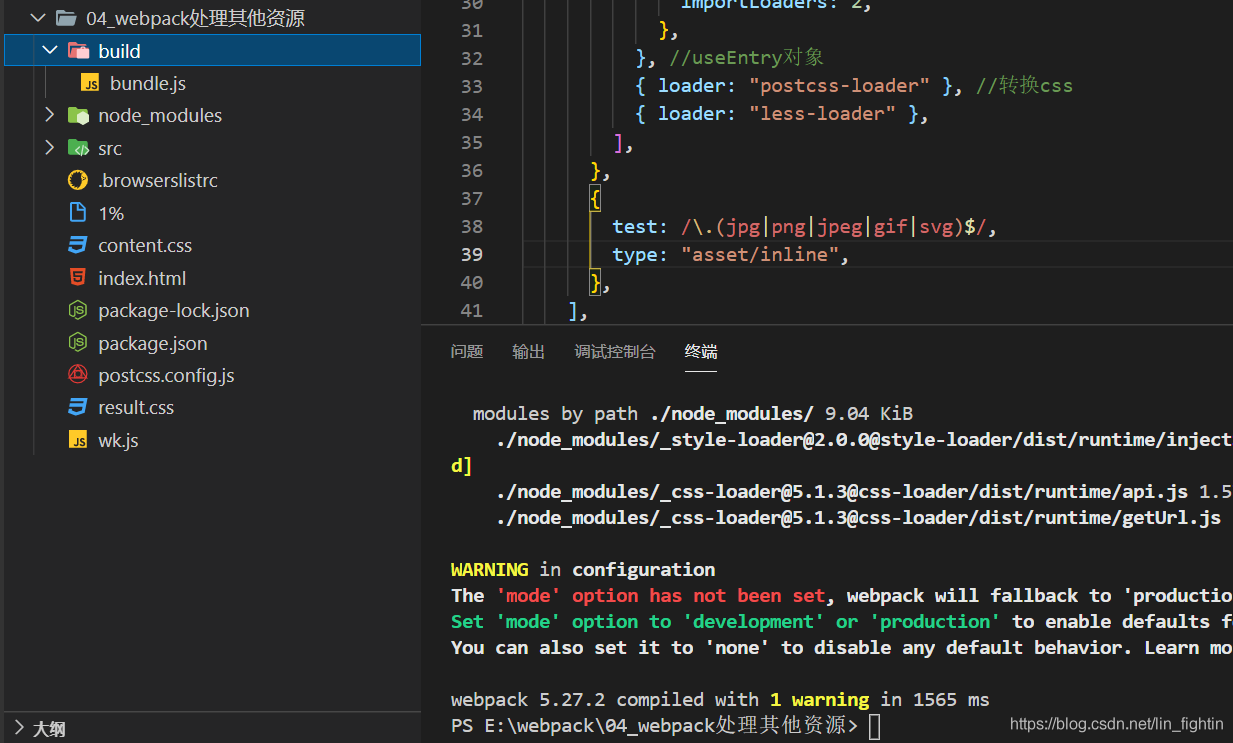 04_webpack处理其他资源
build
bundle.js
node_modules
src
.browserslistrc
1%
content.css
index.html
package-lock.json
package.json
postcss.config.js
result.css
wk.js
大纲
30 importLoaders: 2,
31 },
32 }, //useEntry对象
33 { loader: "postcss-loader" }, //转换css
34 { loader: "less-loader" },
35 ],
36 },
37 {
38 test: /\.(jpg|png|jpeg|gif|svg)$/,
39 type: "asset/inline",
40 },
41 ],
问题 输出 调试控制台 终端
modules by path ./node_modules/ 9.04 KiB
./node_modules/_style-loader@2.0.0@style-loader/dist/runtime/inject
d]
./node_modules/_css-loader@5.1.3@css-loader/dist/runtime/api.js 1.5
./node_modules/_css-loader@5.1.3@css-loader/dist/runtime/getUrl.js
WARNING in configuration
The 'mode' option has not been set, webpack will fallback to 'productio
Set 'mode' option to 'development' or 'production' to enable defaults f
You can also set it to 'none' to disable any default behavior. Learn mo
webpack 5.27.2 compiled with 1 warning in 1565 ms
PS E:\webpack\04_webpack处理其他资源>
https://blog.csdn.net/lin_fightin